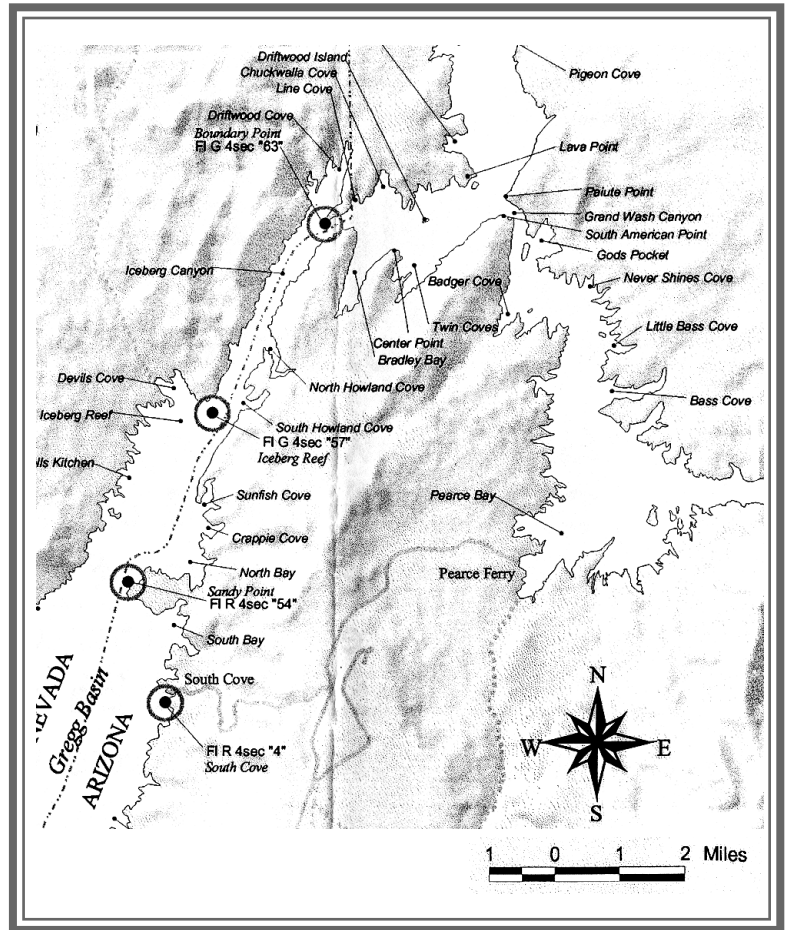 Driftwood Island
Chuckwalla Cove
Line Cove
Pigeon Cove
Driftwood Cove
Boundary Point
Fl G 4sec "63"
Lava Point
Paiute Point
Grand Wash Canyon
South American Point
Gods Pocket
Iceberg Canyon
Badger Cove
Never Shines Cove
Twin Coves
Center Point
Bradley Bay
Little Bass Cove
North Howland Cove
Devils Cove
Bass Cove
Iceberg Reef
South Howland Cove
Fl G 4sec "57"
Iceberg Reef
lls Kitchen
Sunfish Cove
Pearce Bay
Crappie Cove
North Bay
Pearce Ferry
Sandy Point
Fl R 4sec "54"
South Bay
South Cove
NEVADA
Gregg Basin
ARIZONA
Fl R 4sec "4"
South Cove
N
W E
S
1 0 1 2 Miles